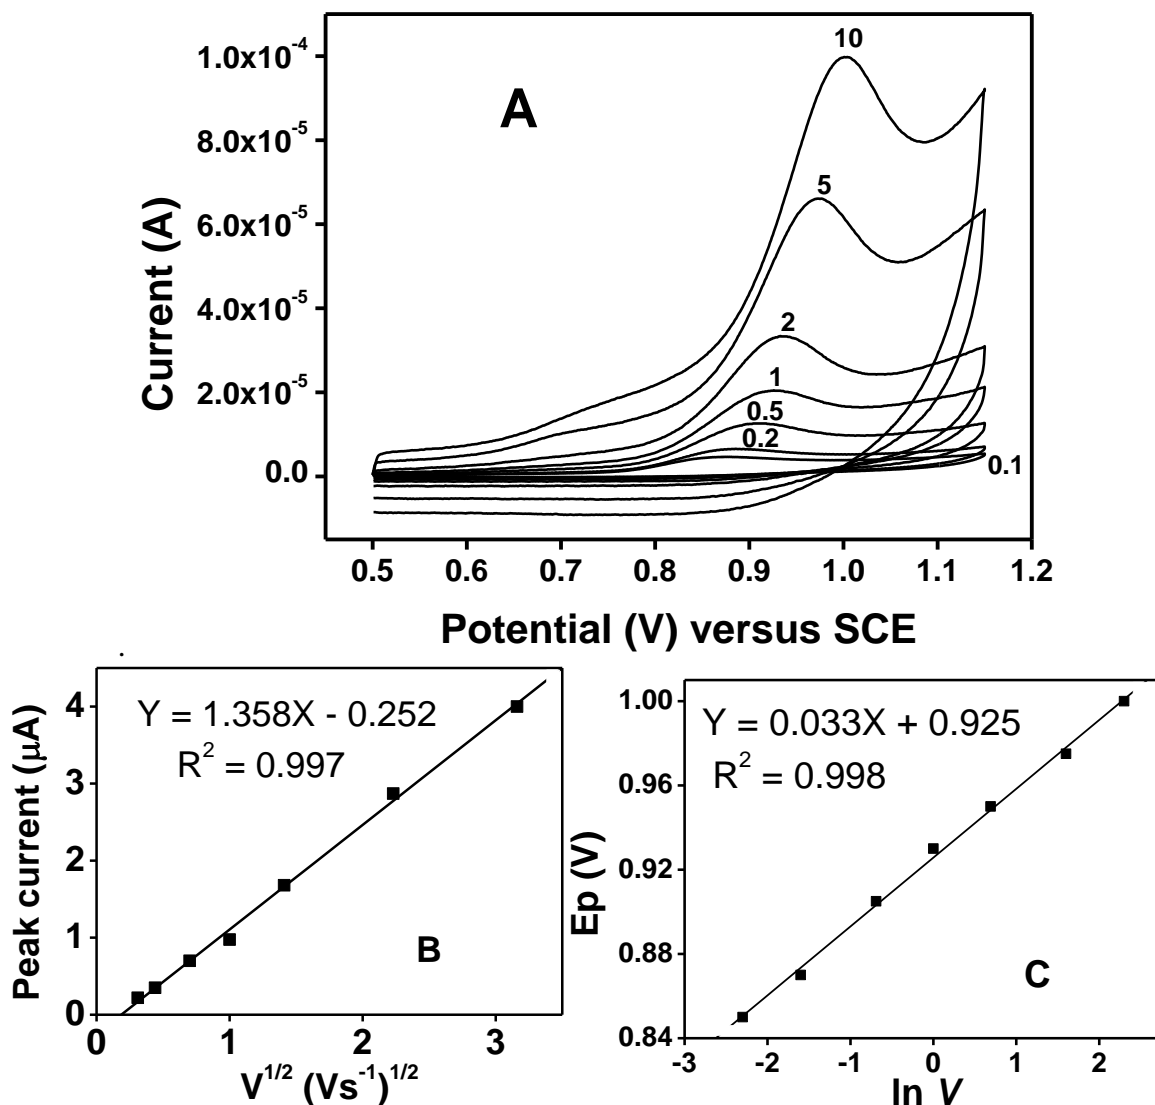 1.0x10⁻⁴
8.0x10⁻⁵
6.0x10⁻⁵
4.0x10⁻⁵
2.0x10⁻⁵
0.0
Current (A)
A
10
5
2
1
0.5
0.2
0.1
0.5 0.6 0.7 0.8 0.9 1.0 1.1 1.2
Potential (V) versus SCE
4
3
2
1
0
Peak current (μA)
Y = 1.358X - 0.252
R² = 0.997
B
0 1 2 3
V^1/2 (Vs⁻¹)^1/2
1.00
0.96
0.92
0.88
0.84
Ep (V)
Y = 0.033X + 0.925
R² = 0.998
C
-3 -2 -1 0 1 2
ln V